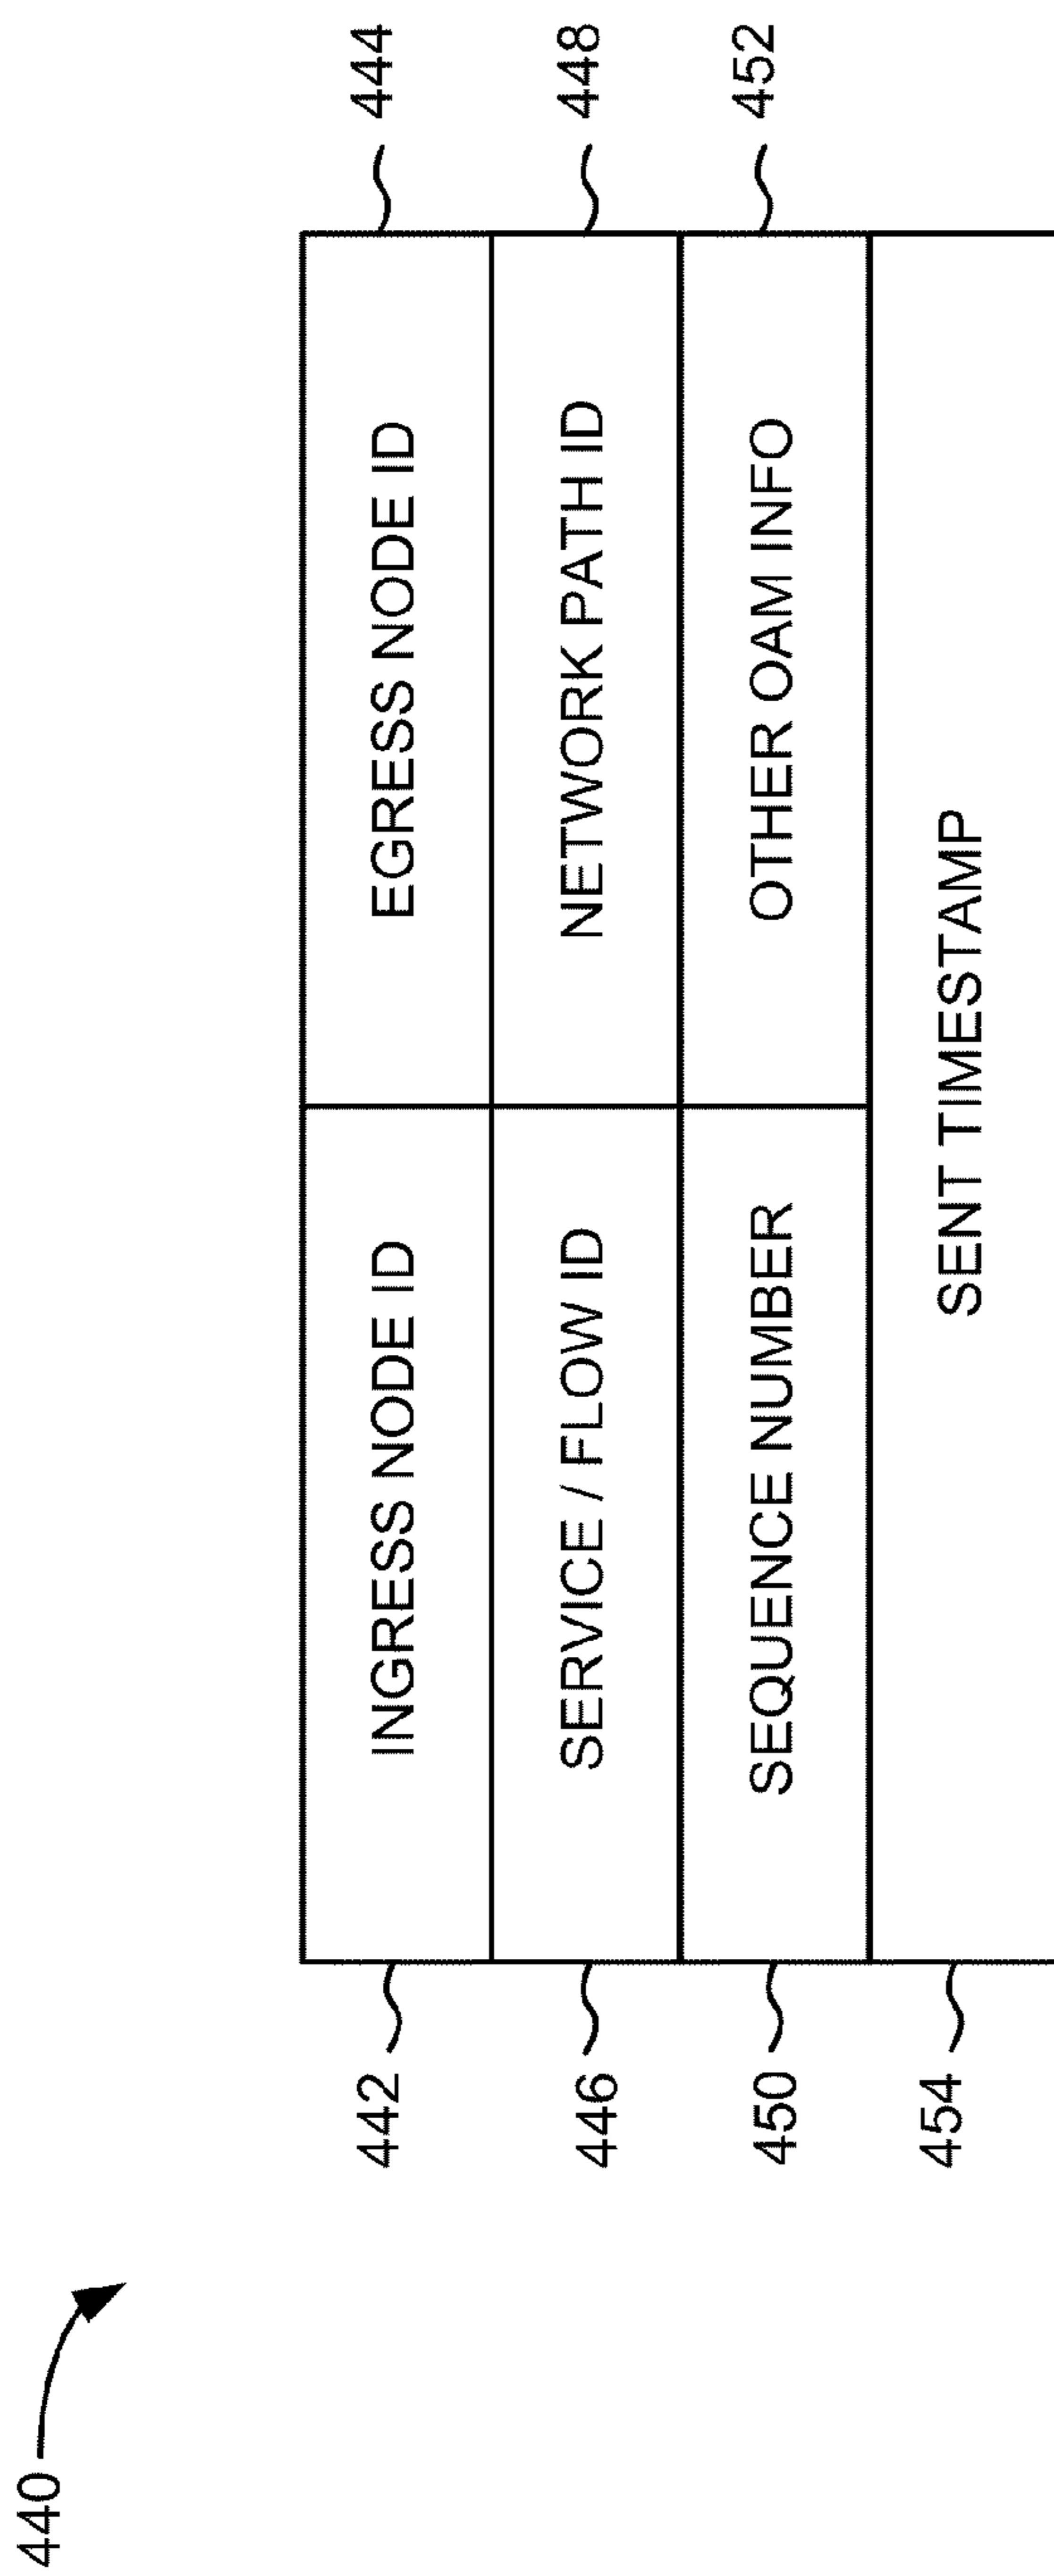 440
442 INGRESS NODE ID EGRESS NODE ID 444
446 SERVICE / FLOW ID NETWORK PATH ID 448
450 SEQUENCE NUMBER OTHER OAM INFO 452
454 SENT TIMESTAMP